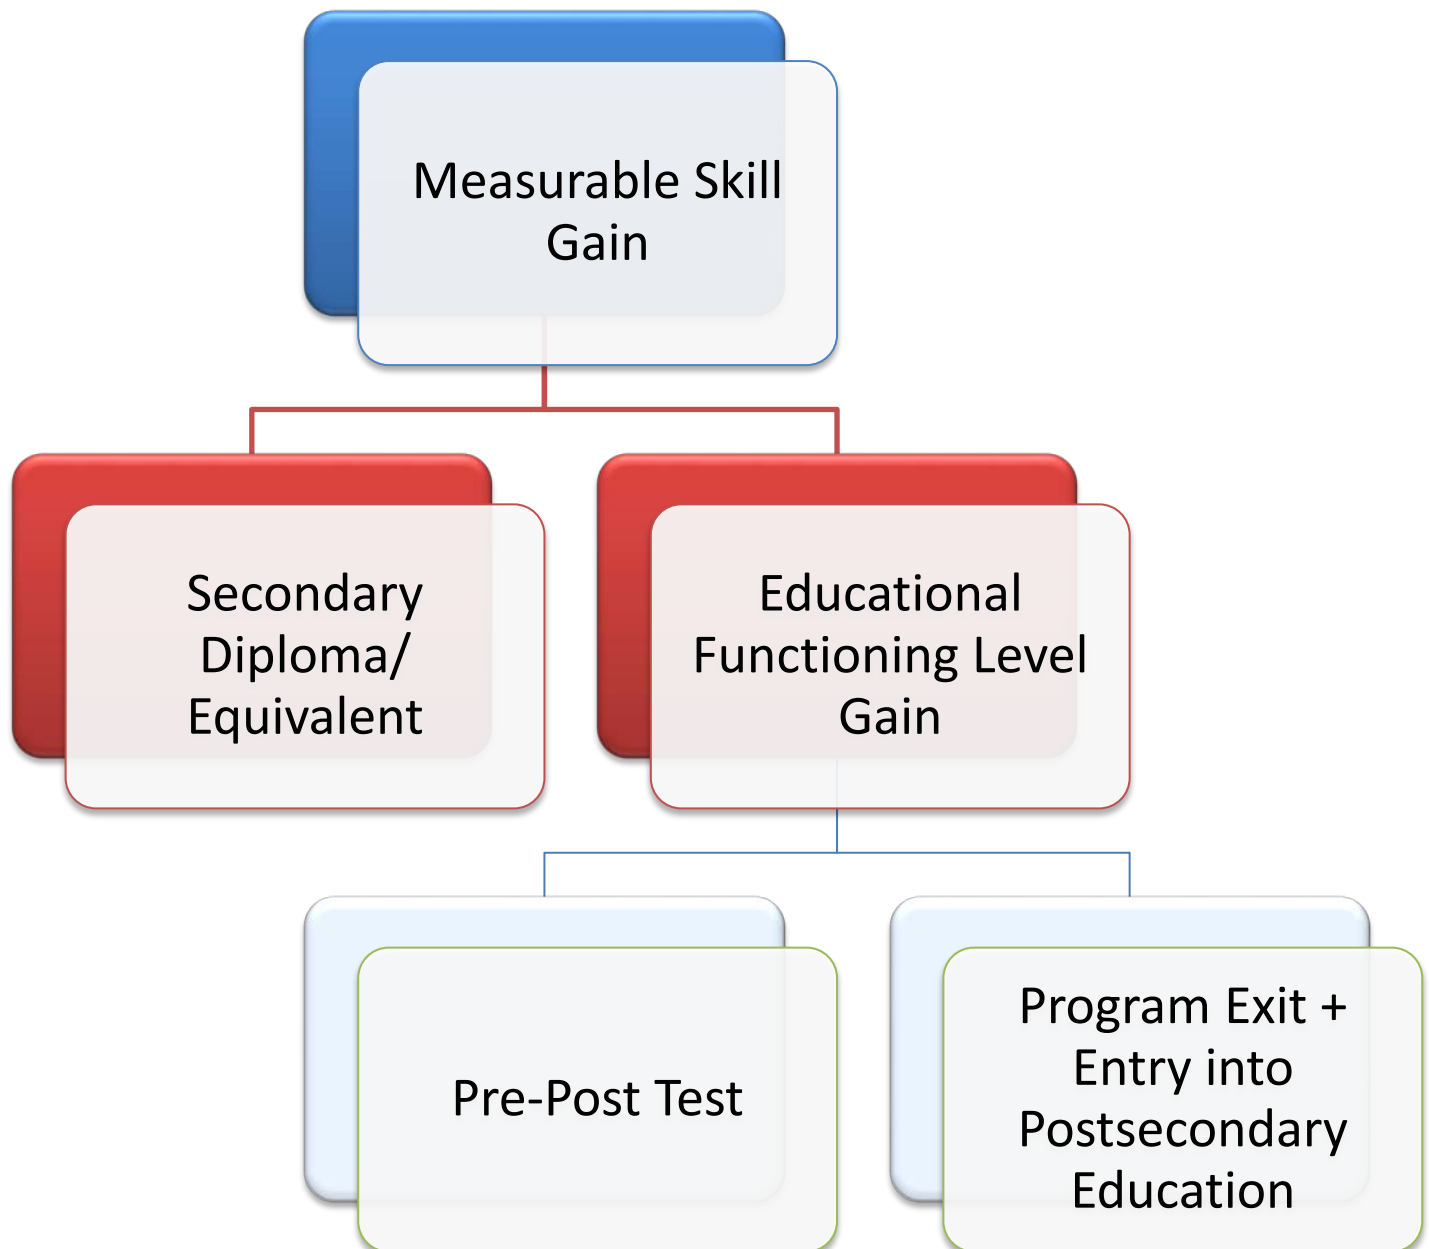 Measurable Skill
Gain
Secondary
Diploma/
Equivalent
Educational
Functioning Level
Gain
Pre-Post Test
Program Exit +
Entry into
Postsecondary
Education